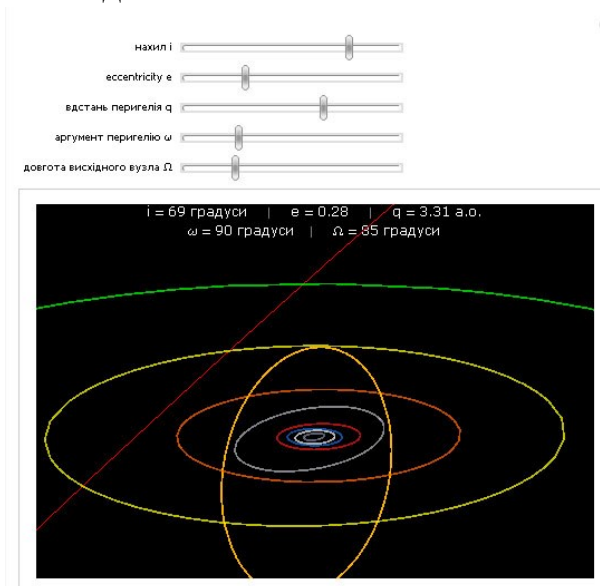 нахил i
eccentricity e
вдстань перигелія q
аргумент перигелію ω
довгота висхідного вузла Ω
i = 69 градуси | e = 0.28 | q = 3.31 а.о.
ω = 90 градуси | Ω = 85 градуси